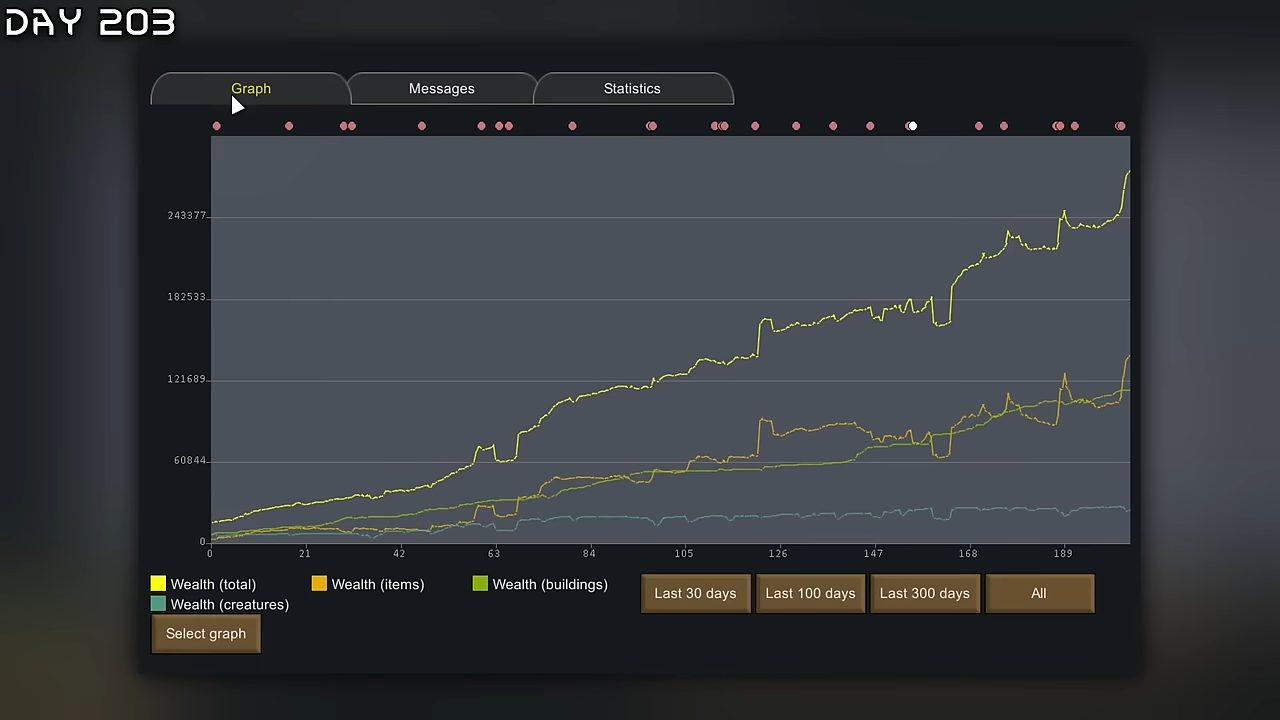 DAY 203
Graph Messages Statistics
243377
182533
121689
60844
0
0 21 42 63 84 105 126 147 168 189
Wealth (total) Wealth (items) Wealth (buildings)
Wealth (creatures)
Last 30 days Last 100 days Last 300 days All
Select graph